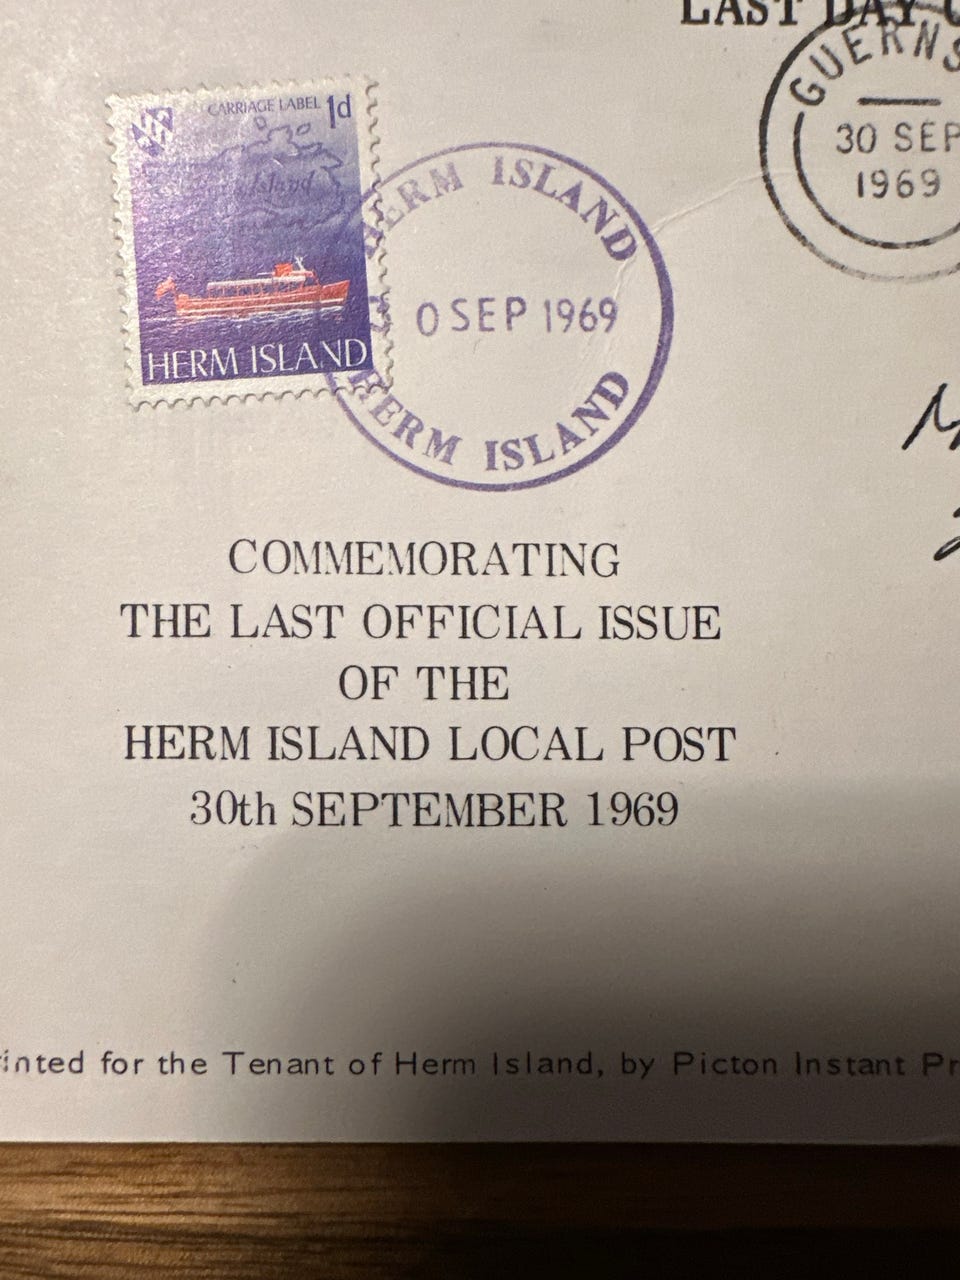 LAST DAY
GUERNS
30 SEP
1969
CARRIAGE LABEL 1d
Island
HERM ISLAND
HERM ISLAND
0 SEP 1969
HERM ISLAND
COMMEMORATING
THE LAST OFFICIAL ISSUE
OF THE
HERM ISLAND LOCAL POST
30th SEPTEMBER 1969
inted for the Tenant of Herm Island, by Picton Instant Pr